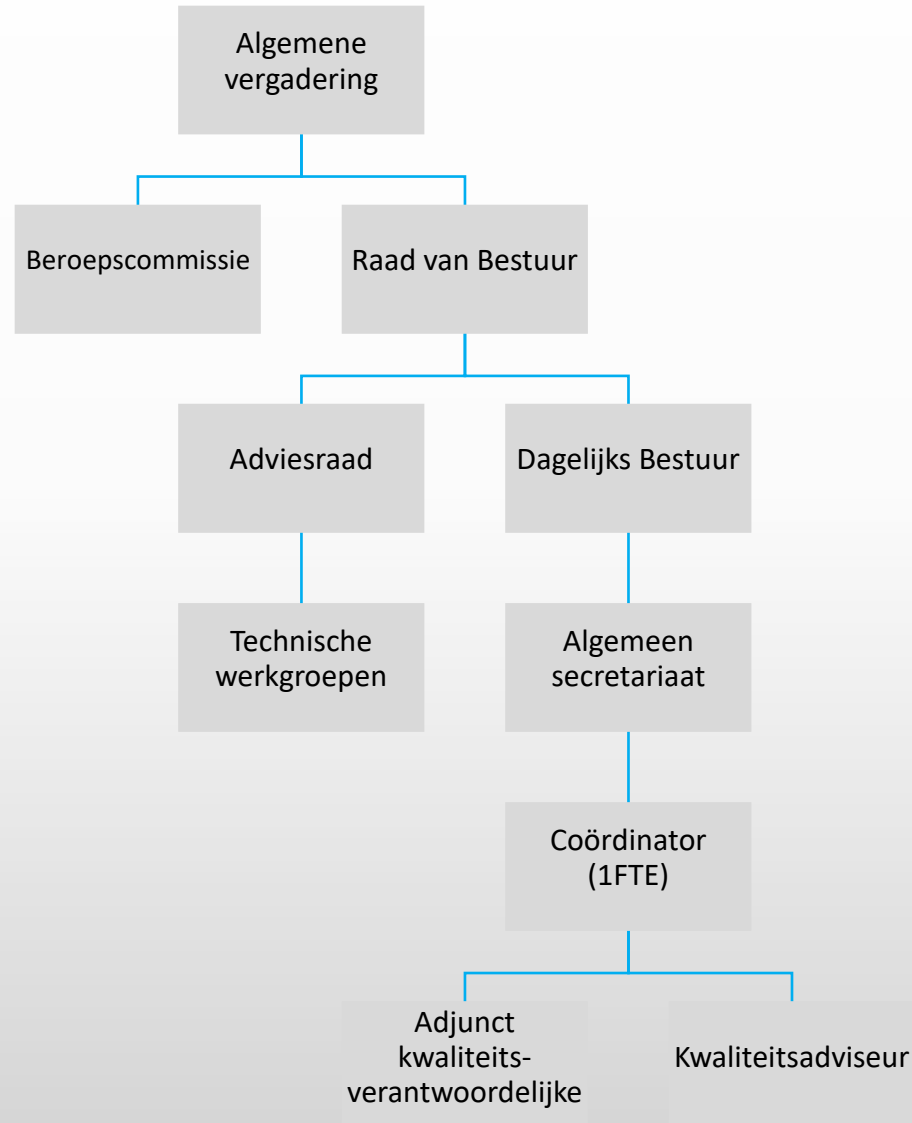 Algemene
vergadering
Beroepscommissie
Raad van Bestuur
Adviesraad
Dagelijks Bestuur
Technische
werkgroepen
Algemeen
secretariaat
Coördinator
(1FTE)
Adjunct
kwaliteits-
verantwoordelijke
Kwaliteitsadviseur